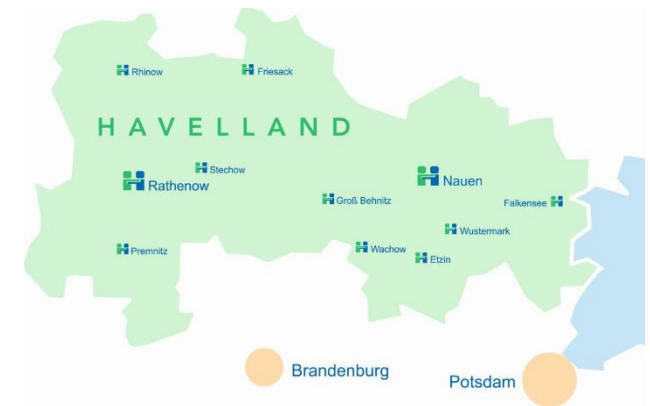 Rhinow
Friesack
HAVELLAND
Stechow
Rathenow
Nauen
Groß Behnitz
Falkensee
Wustermark
Premnitz
Wachow
Etzin
Brandenburg
Potsdam